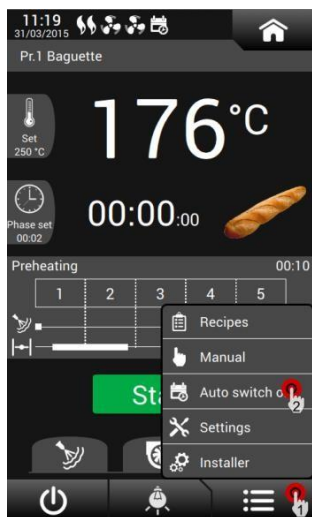 11:19
31/03/2015
Pr.1 Baguette
Set
250 °C
176°C
Phase set
00:02
00:00:00
Preheating 00:10
1 2 3 4 5
Recipes
Manual
Auto switch o
2
Sta
Settings
Installer
1